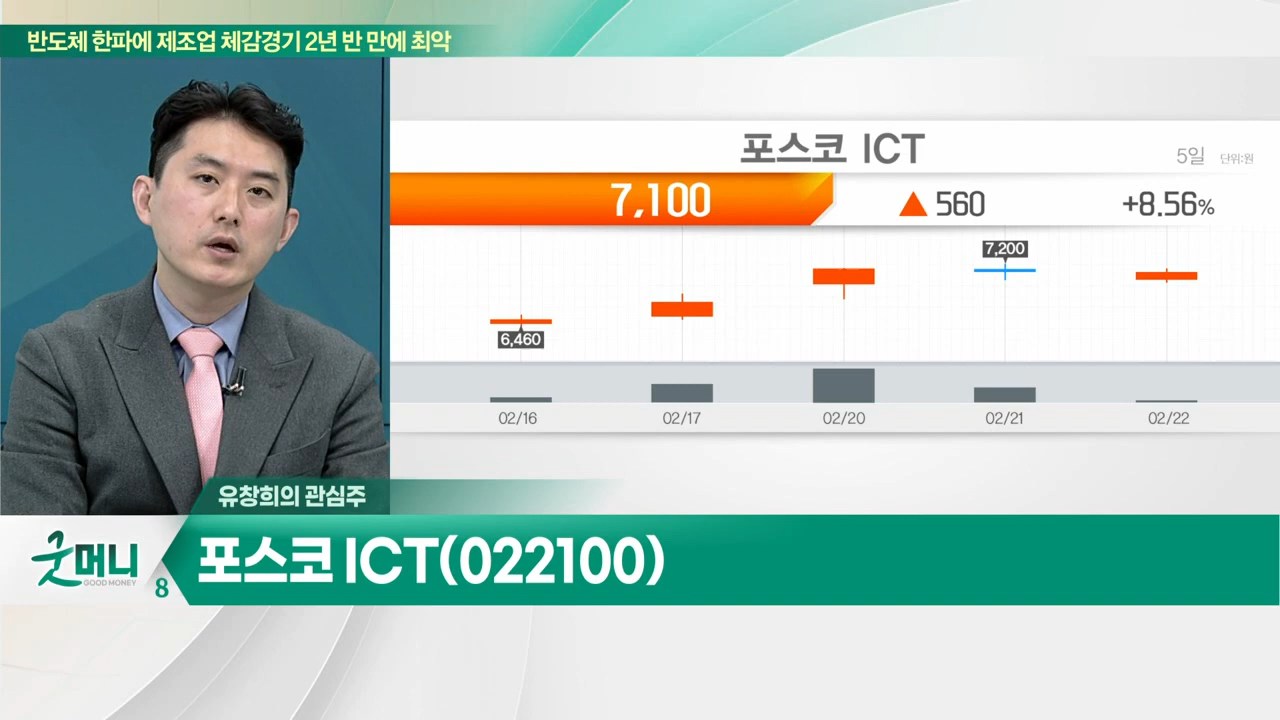 반도체 한파에 제조업 체감경기 2년 반 만에 최악
포스코 ICT
5일 단위:원
7,100 ▲ 560 +8.56%
7,200
6,460
02/16 02/17 02/20 02/21 02/22
유창희의 관심주
굿머니
GOOD MONEY
8
포스코 ICT(022100)